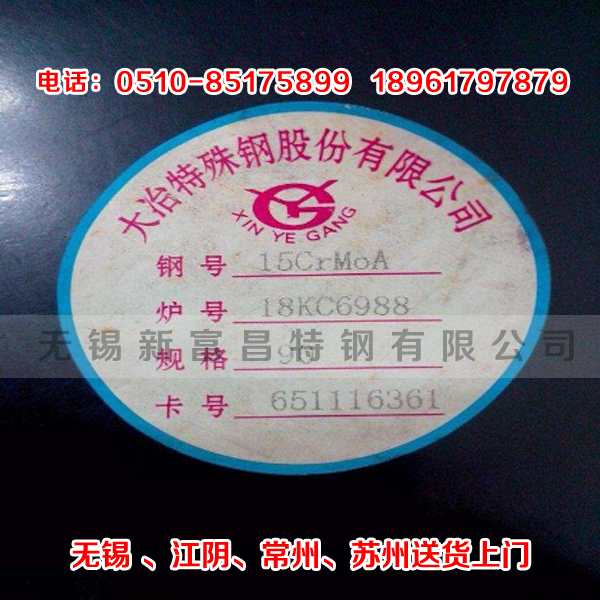 电话：0510-85175899 18961797879
大冶特殊钢股份有限公司
XIN YE GANG
钢号 15CrMoA
炉号 18KC6988
无锡新富昌特钢有限公司
规格 90
卡号 651116361
无锡、江阴、常州、苏州送货上门